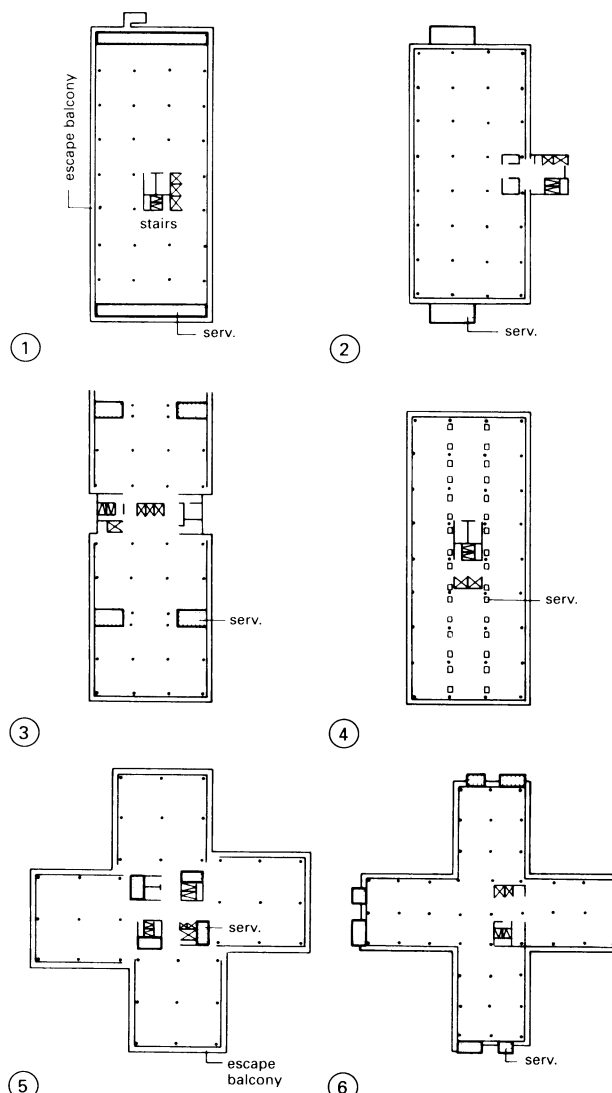 escape balcony
stairs
serv.
1
serv.
2
serv.
3
serv.
4
serv.
escape
balcony
5
serv.
6